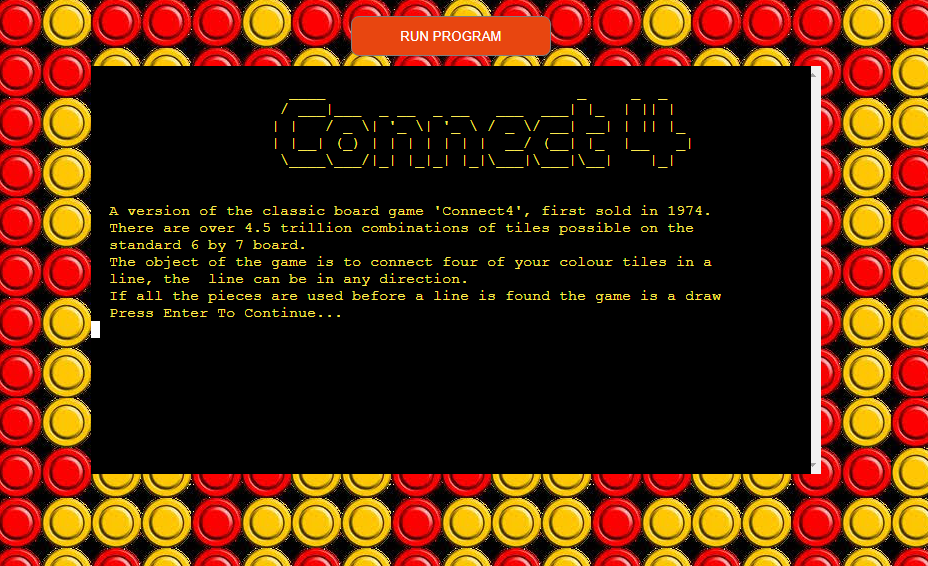 RUN PROGRAM
Connect 4
A version of the classic board game 'Connect4', first sold in 1974.
There are over 4.5 trillion combinations of tiles possible on the
standard 6 by 7 board.
The object of the game is to connect four of your colour tiles in a
line, the  line can be in any direction.
If all the pieces are used before a line is found the game is a draw
Press Enter To Continue...